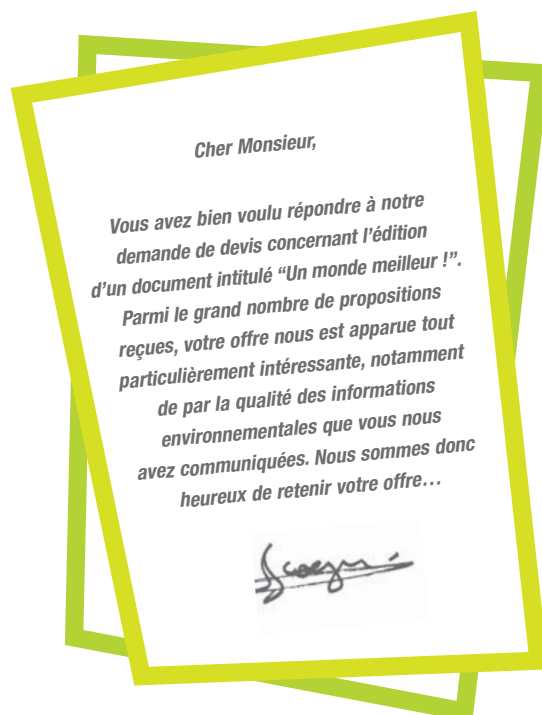 Cher Monsieur,
Vous avez bien voulu répondre à notre
demande de devis concernant l'édition
d'un document intitulé “Un monde meilleur !”.
Parmi le grand nombre de propositions
reçues, votre offre nous est apparue tout
particulièrement intéressante, notamment
de par la qualité des informations
environnementales que vous nous
avez communiquées. Nous sommes donc
heureux de retenir votre offre…